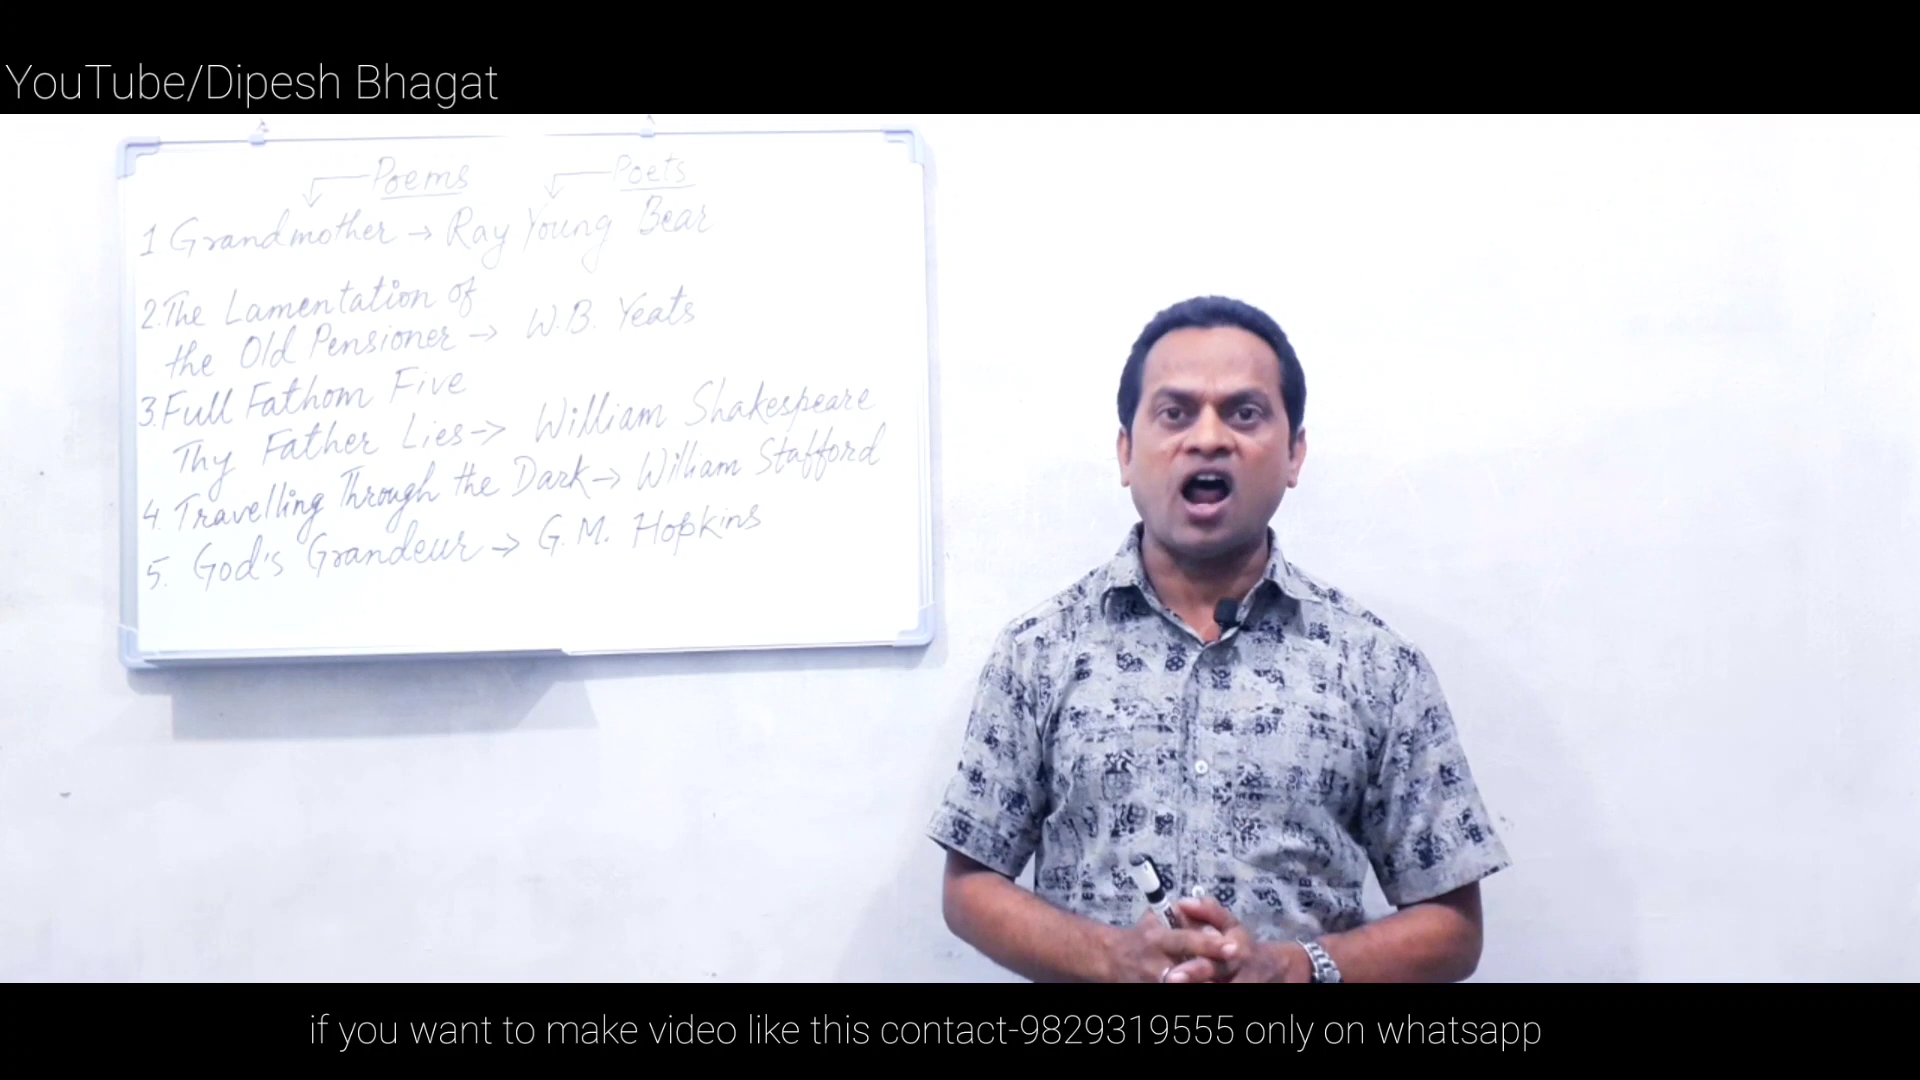 YouTube/Dipesh Bhagat
Poems Poets
1 Grandmother → Ray Young Bear
2. The Lamentation of
the Old Pensioner → W.B. Yeats
3. Full Fathom Five
Thy Father Lies → William Shakespeare
4. Travelling Through the Dark → William Stafford
5. God's Grandeur → G.M. Hopkins
if you want to make video like this contact-9829319555 only on whatsapp